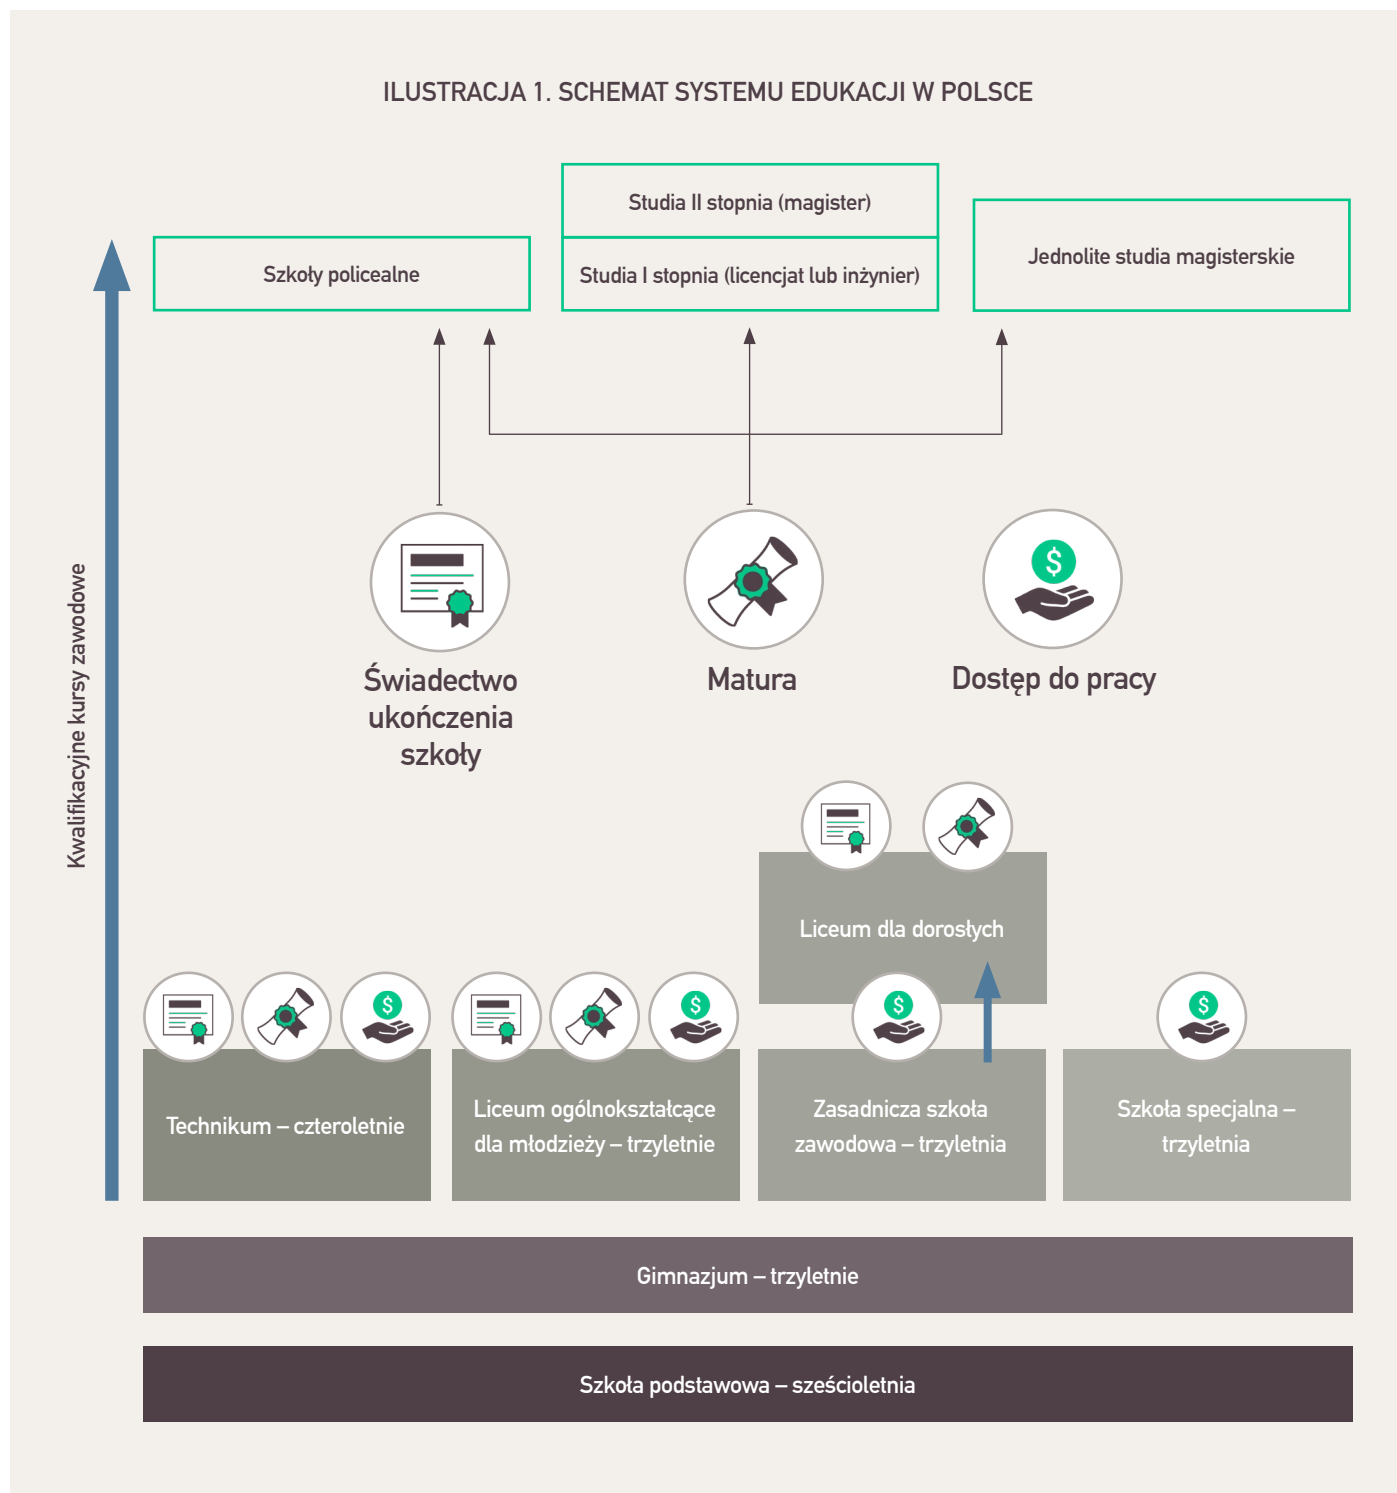 ILUSTRACJA 1. SCHEMAT SYSTEMU EDUKACJI W POLSCE
Studia II stopnia (magister)
Szkoły policealne
Studia I stopnia (licencjat lub inżynier)
Jednolite studia magisterskie
Kwalifikacyjne kursy zawodowe
$
Świadectwo
ukończenia
szkoły
Matura
Dostęp do pracy
Liceum dla dorosłych
$
$
$
$
Technikum – czteroletnie
Liceum ogólnokształcące
dla młodzieży – trzyletnie
Zasadnicza szkoła
zawodowa – trzyletnia
Szkoła specjalna –
trzyletnia
Gimnazjum – trzyletnie
Szkoła podstawowa – sześcioletnia